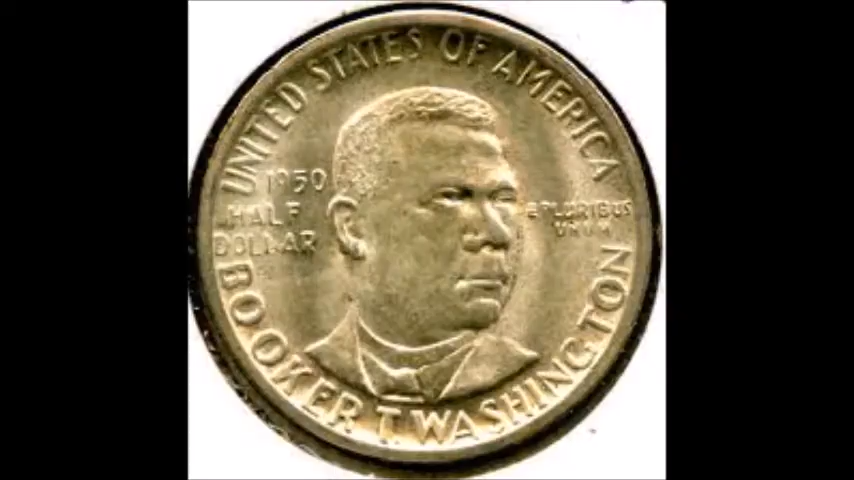 UNITED STATES OF AMERICA
1950
HALF
DOLLAR
E PLURIBUS
UNUM
BOOKER T. WASHINGTON